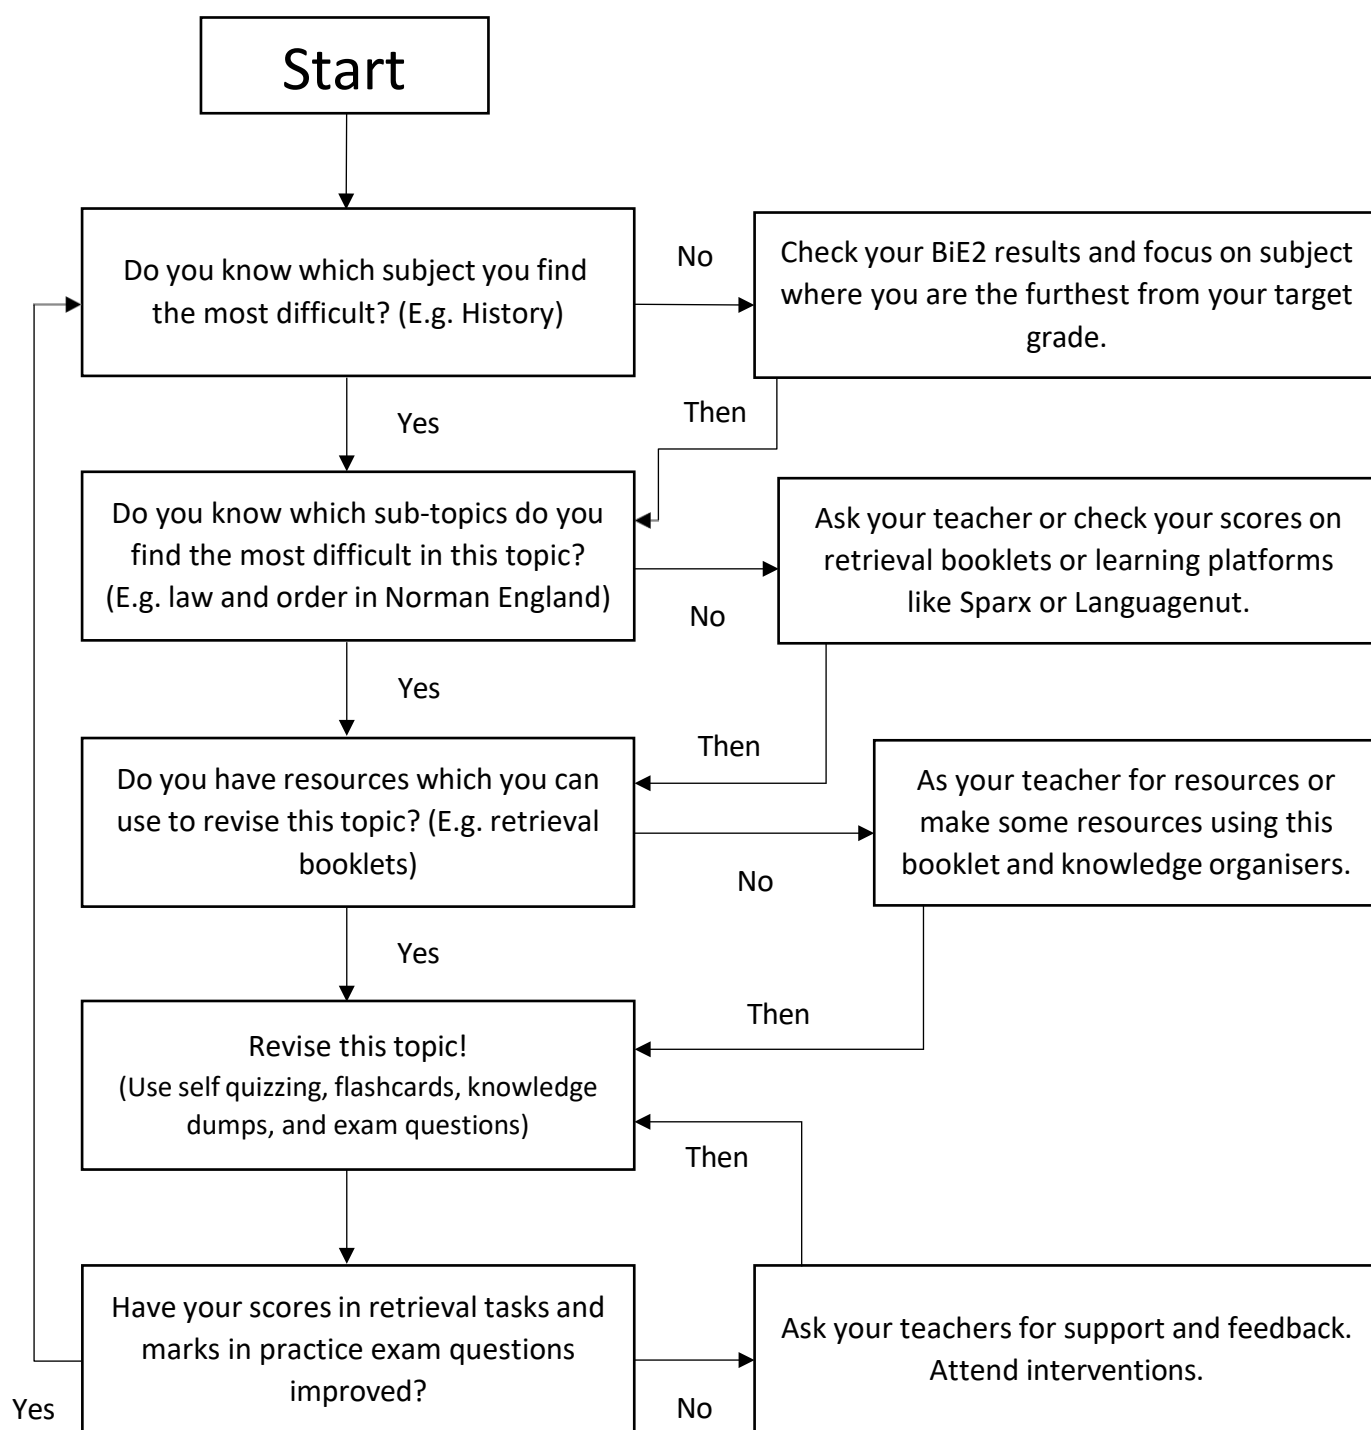 Start
Do you know which subject you find
the most difficult? (E.g. History)
No
Check your BiE2 results and focus on subject
where you are the furthest from your target
grade.
Yes
Then
Do you know which sub-topics do you
find the most difficult in this topic?
(E.g. law and order in Norman England)
No
Ask your teacher or check your scores on
retrieval booklets or learning platforms
like Sparx or Languagenut.
Yes
Then
Do you have resources which you can
use to revise this topic? (E.g. retrieval
booklets)
No
As your teacher for resources or
make some resources using this
booklet and knowledge organisers.
Yes
Then
Revise this topic!
(Use self quizzing, flashcards, knowledge
dumps, and exam questions)
Then
Have your scores in retrieval tasks and
marks in practice exam questions
improved?
Yes
No
Ask your teachers for support and feedback.
Attend interventions.